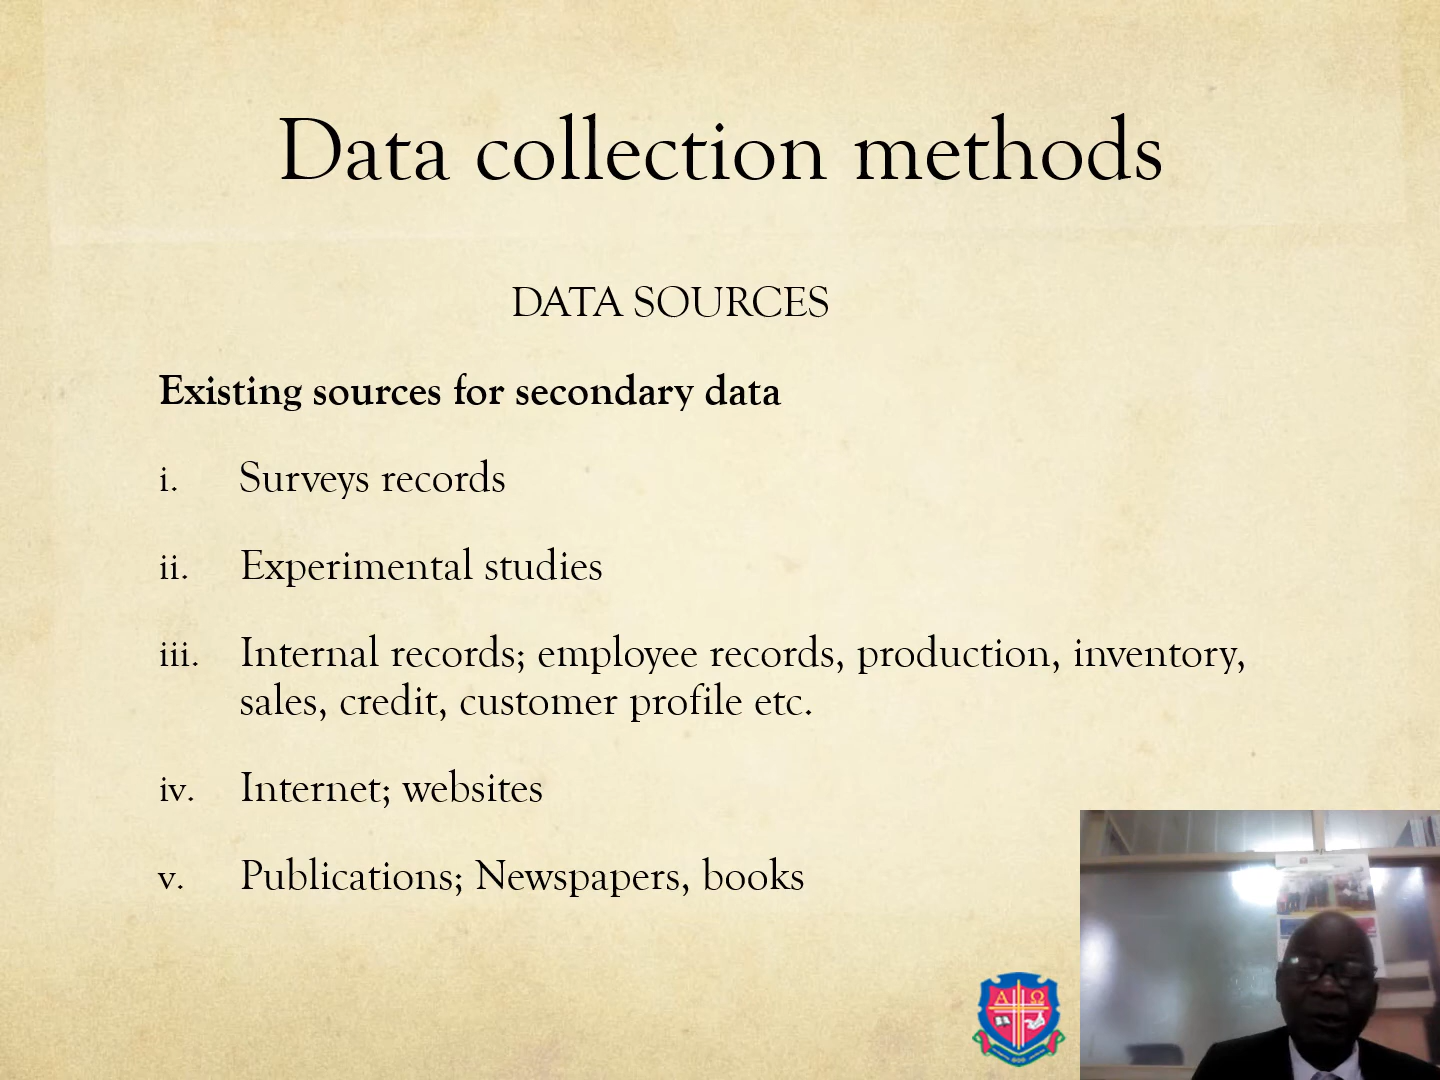 Data collection methods
DATA SOURCES
Existing sources for secondary data
i. Surveys records
ii. Experimental studies
iii. Internal records; employee records, production, inventory,
sales, credit, customer profile etc.
iv. Internet; websites
v. Publications; Newspapers, books
Α Ω
GOD